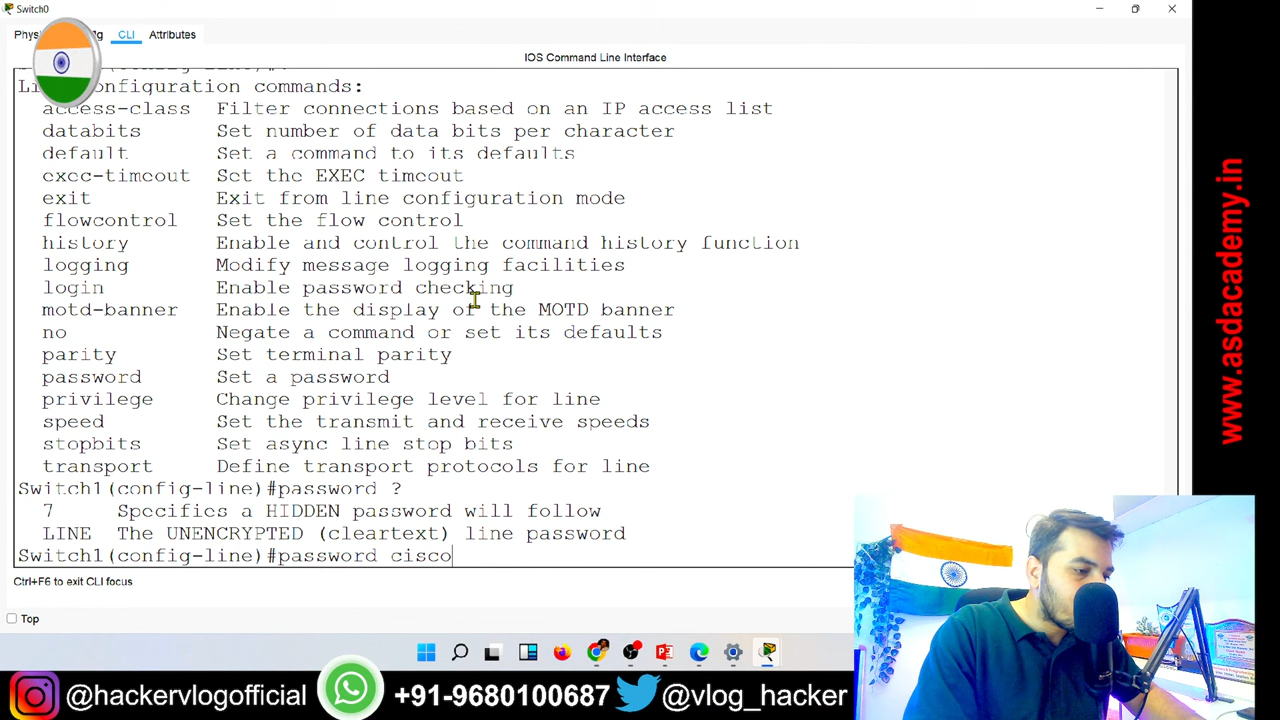 Switch0
CLI
Attributes
IOS Command Line Interface
configuration commands:
access-class Filter connections based on an IP access list
databits Set number of data bits per character
default Set a command to its defaults
exec-timeout Set the EXEC timeout
exit Exit from line configuration mode
flowcontrol Set the flow control
history Enable and control the command history function
logging Modify message logging facilities
login Enable password checking
motd-banner Enable the display of the MOTD banner
no Negate a command or set its defaults
parity Set terminal parity
password Set a password
privilege Change privilege level for line
speed Set the transmit and receive speeds
stopbits Set async line stop bits
transport Define transport protocols for line
Switch1(config-line)#password ?
7 Specifies a HIDDEN password will follow
LINE The UNENCRYPTED (cleartext) line password
Switch1(config-line)#password cisco
Ctrl+F6 to exit CLI focus
Top
www.asdacademy.in
@hackervlogofficial
+91-9680100687
@vlog_hacker